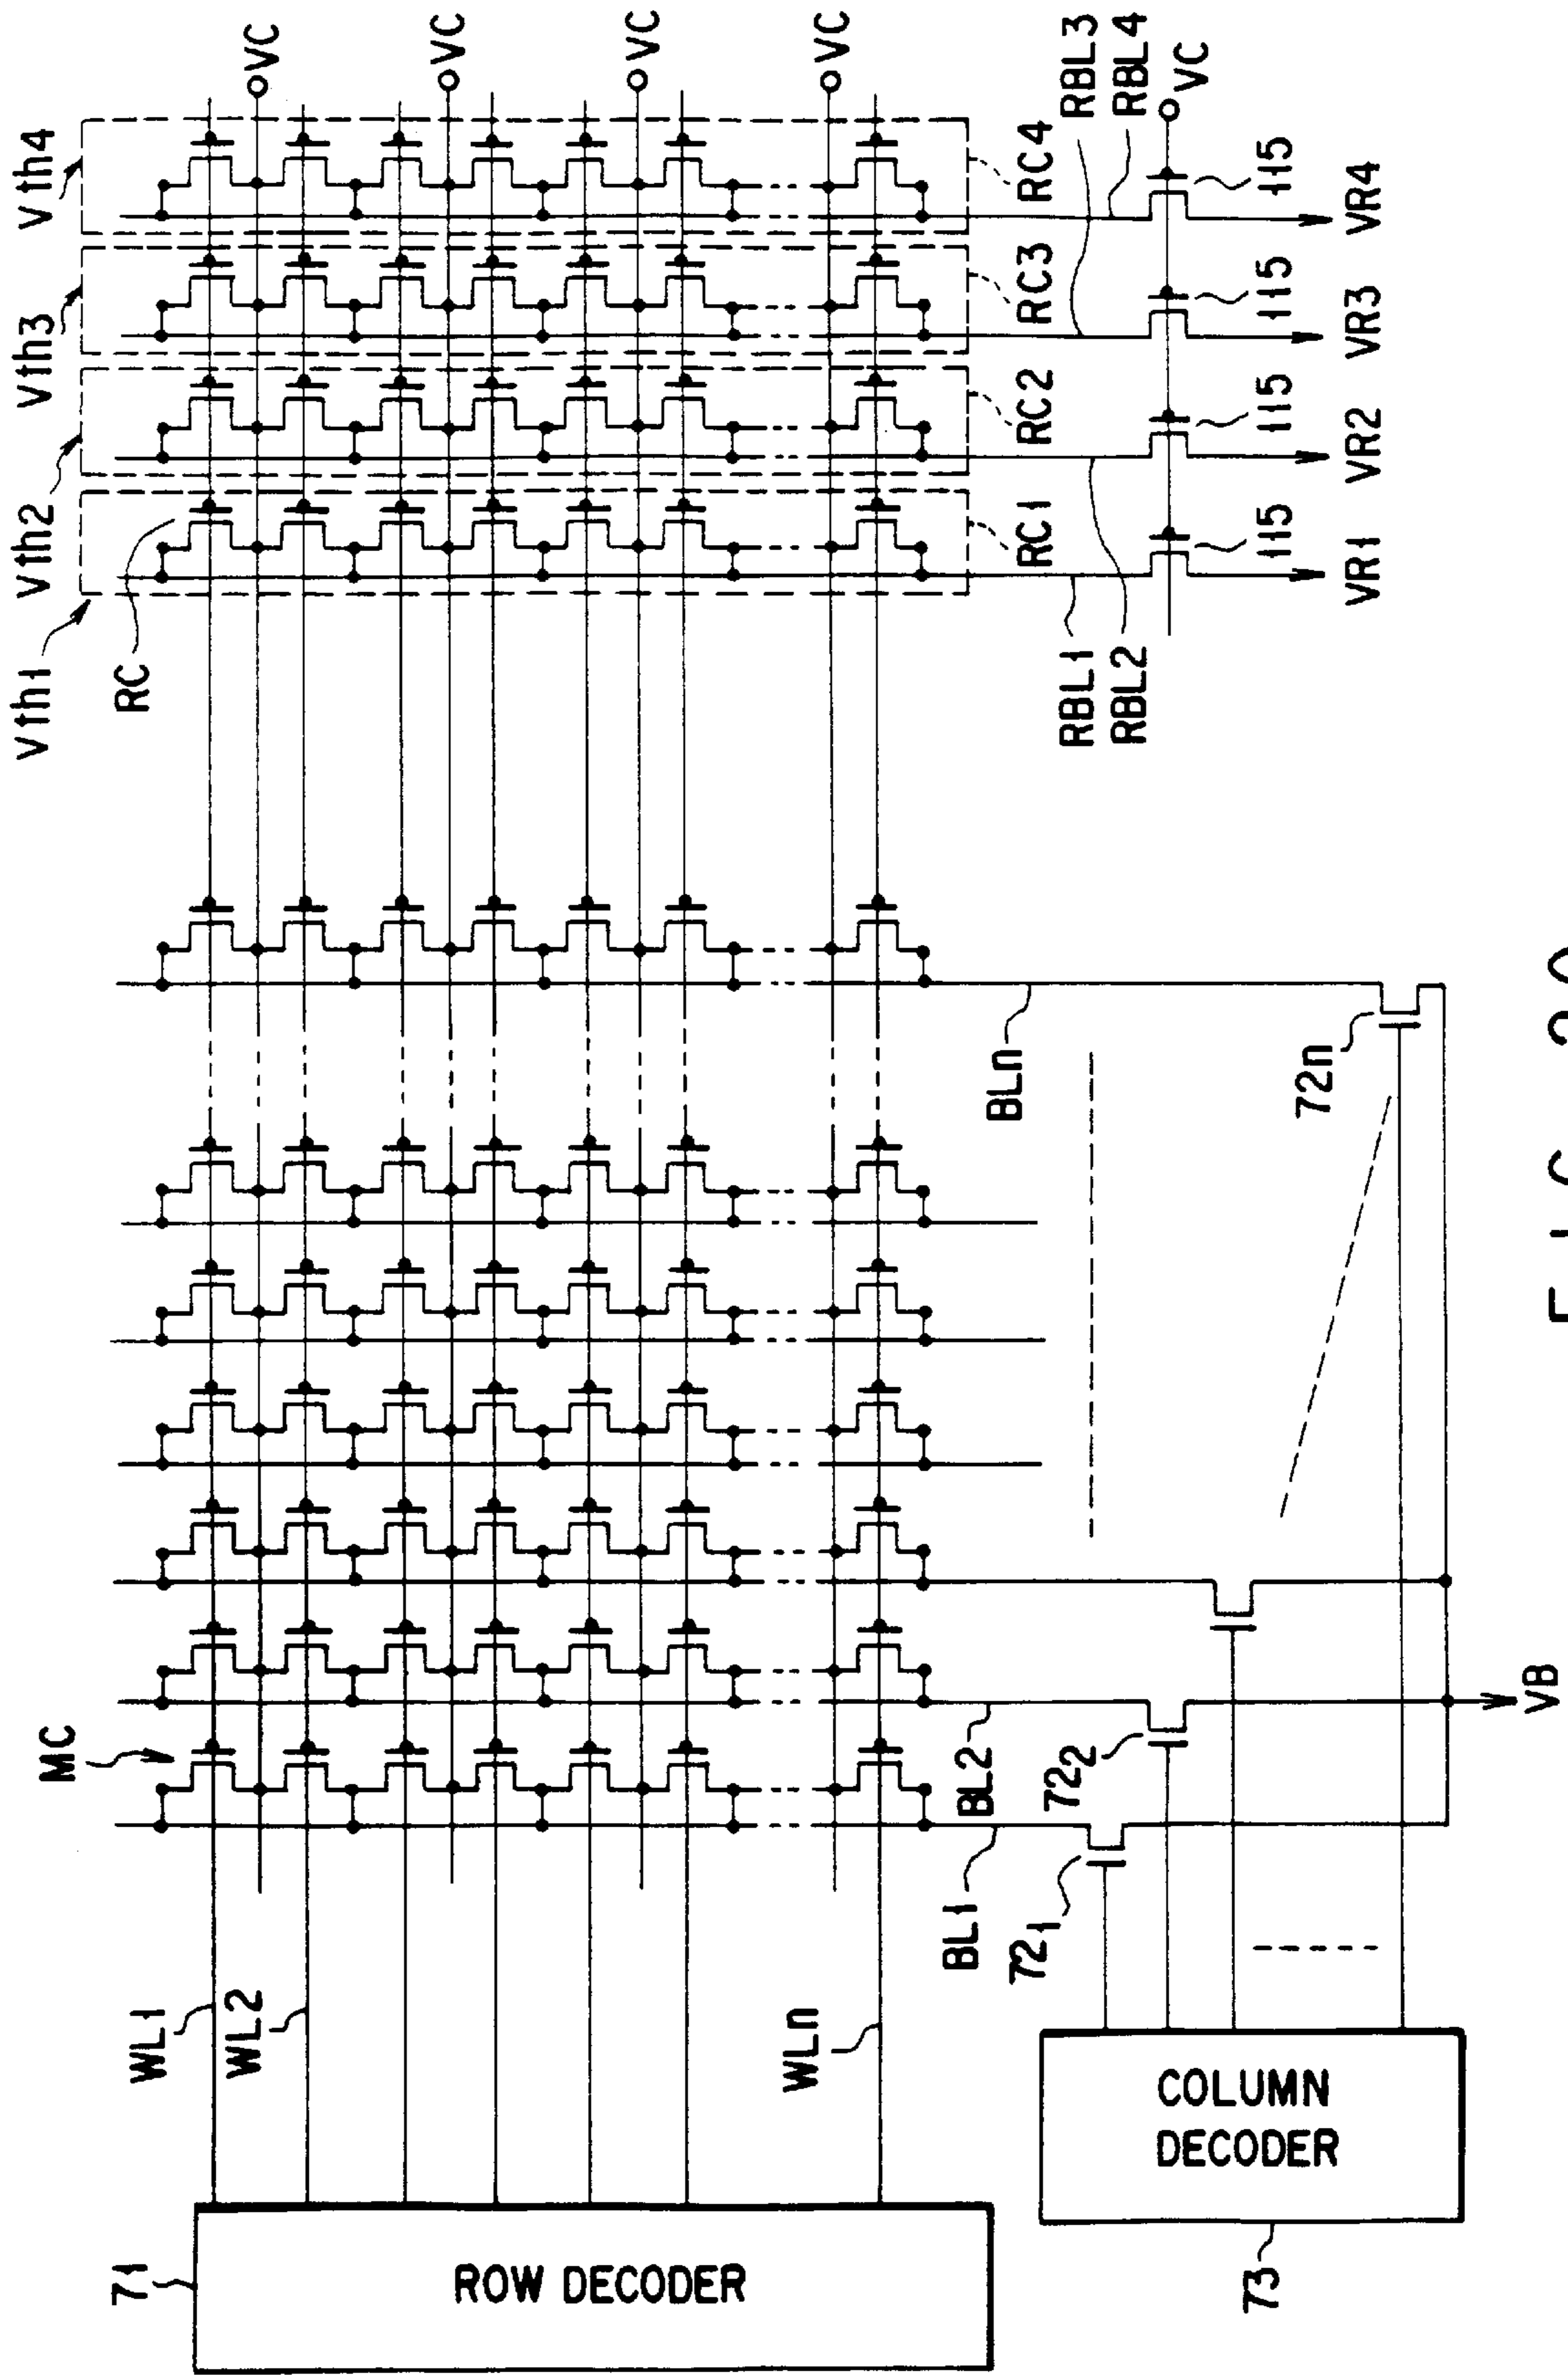 Vth1
Vth2
Vth3
Vth4
RC
VC
VC
VC
VC
MC
WL1
WL2
WLn
71
ROW DECODER
RC1
RC2
RC3
RC4
RBL1
RBL2
RBL3
RBL4
VC
115
115
115
115
VR1
VR2
VR3
VR4
BL1
BL2
BLn
721
722
72n
COLUMN
DECODER
73
VB